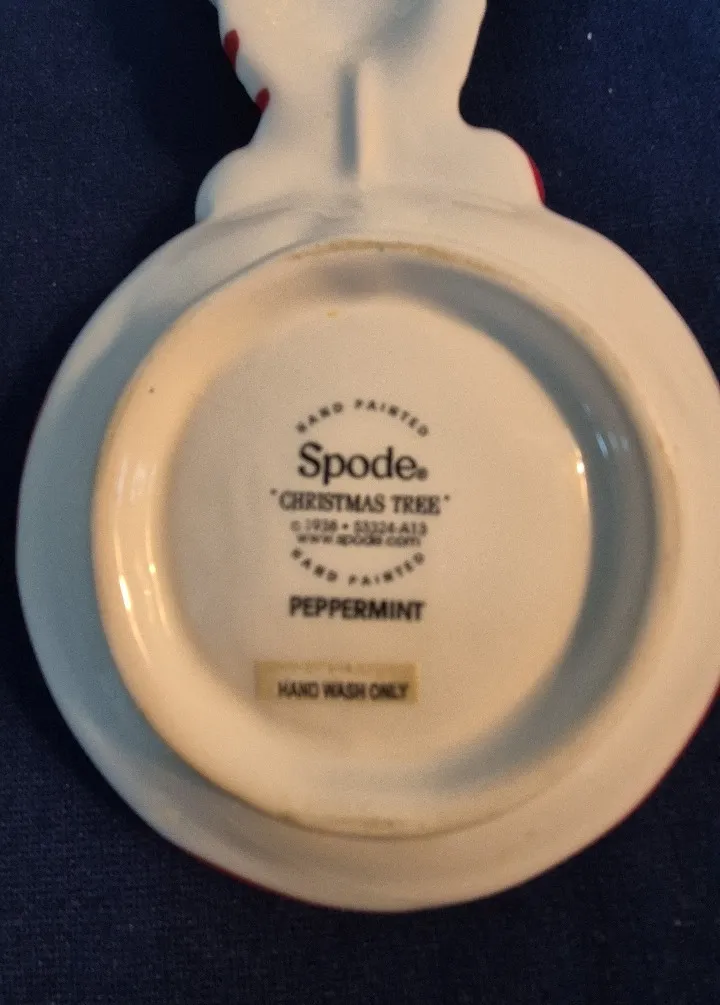 HAND PAINTED
Spode®
"CHRISTMAS TREE"
© 1938 • S3324-A13
www.spode.com
HAND PAINTED
PEPPERMINT
HAND WASH ONLY